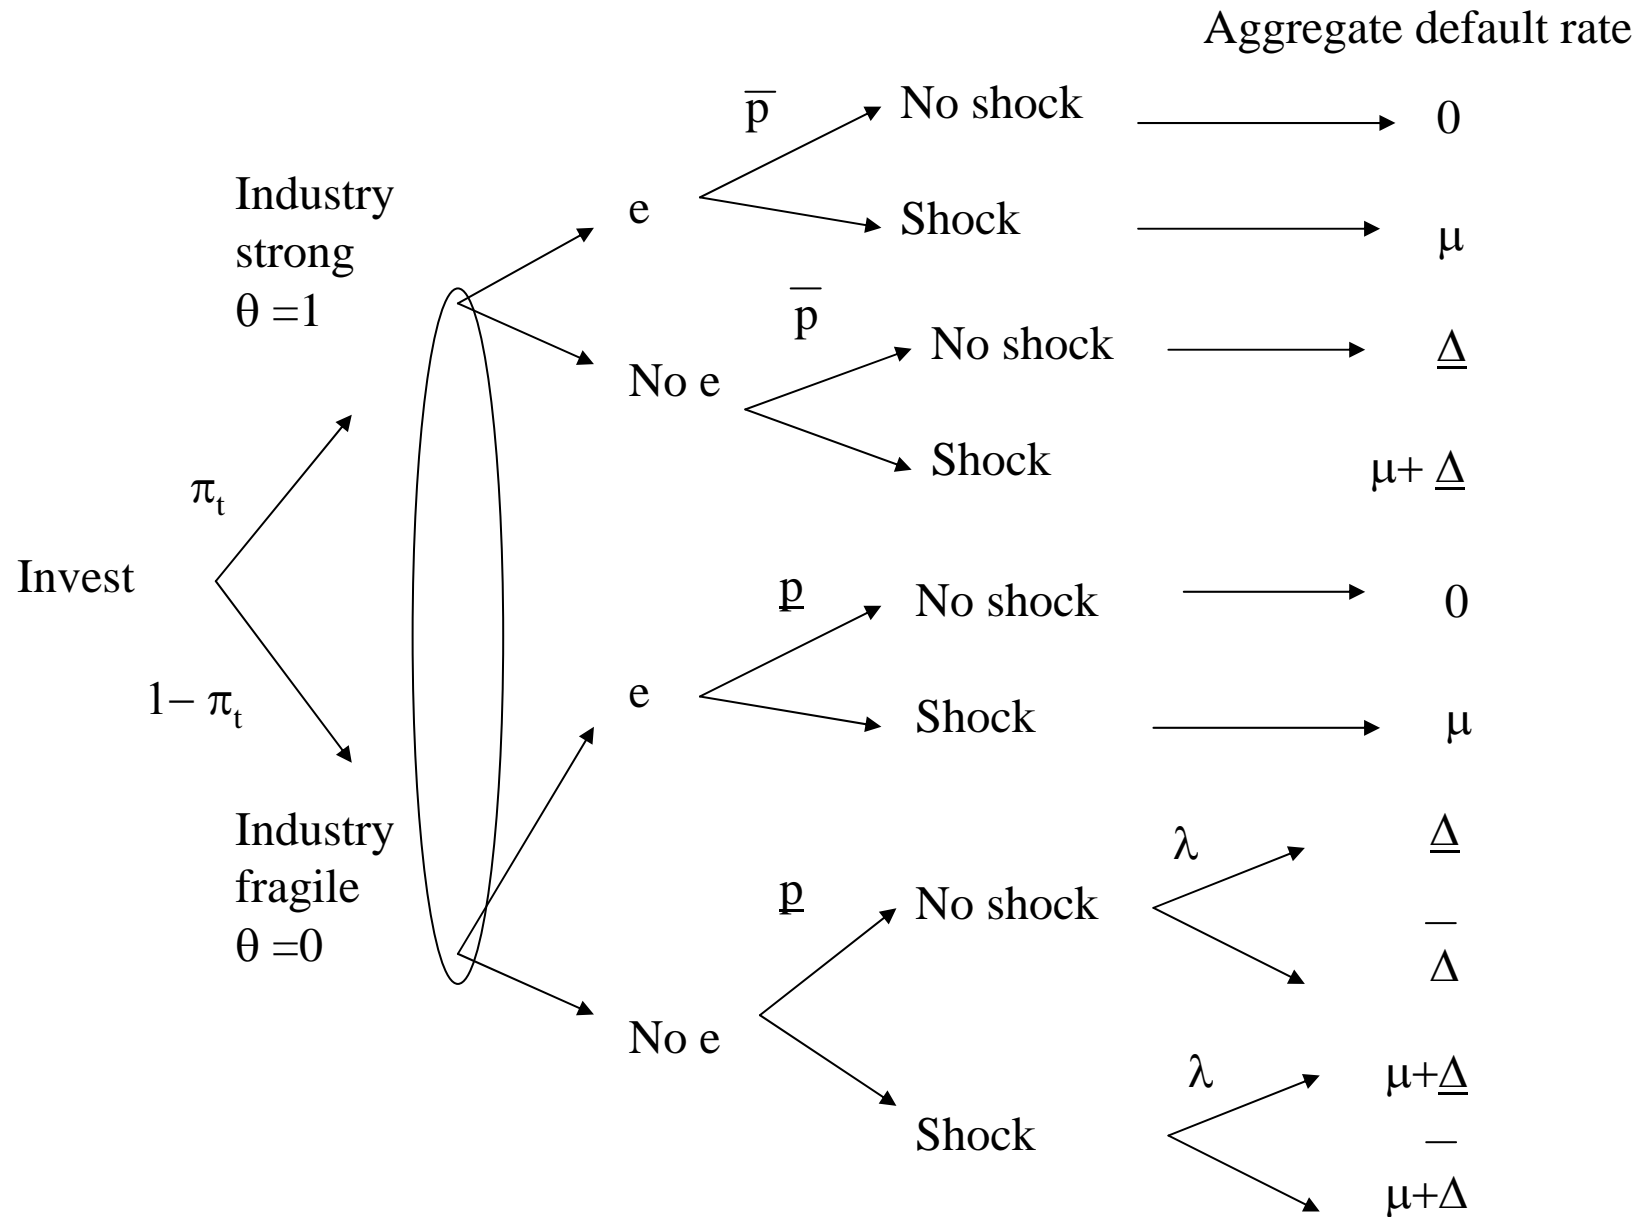 Aggregate default rate
p̅
No shock
0
Industry
strong
θ =1
e
Shock
μ
p̅
No shock
Δ̲
No e
Shock
μ+ Δ̲
π_t
Invest
1– π_t
p̲
No shock
0
e
Shock
μ
Industry
fragile
θ =0
λ
Δ̲
p̲
No shock
Δ̅
No e
λ
μ+Δ̲
Shock
μ+Δ̅